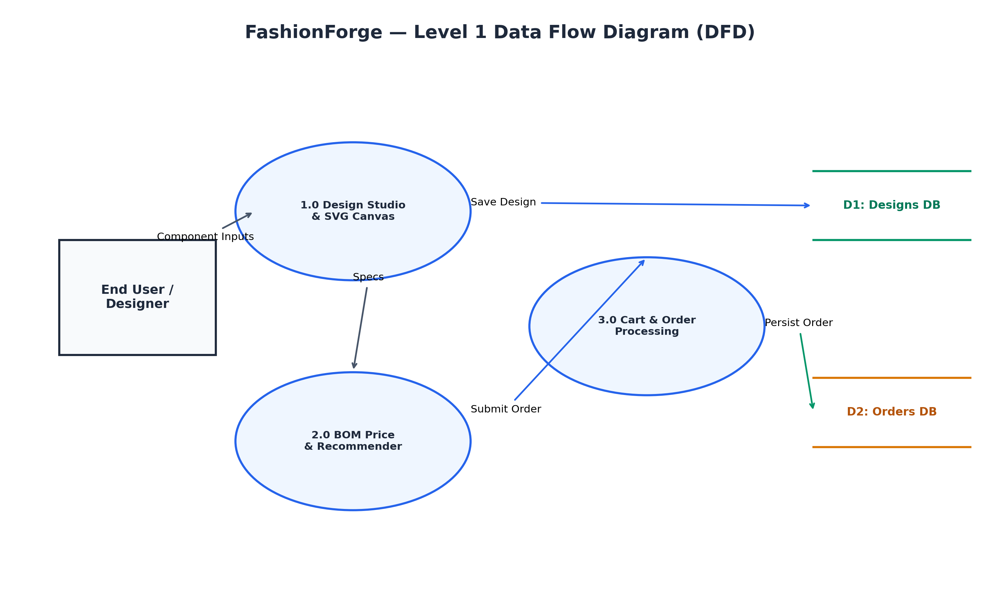 FashionForge — Level 1 Data Flow Diagram (DFD)
1.0 Design Studio
& SVG Canvas
Save Design
D1: Designs DB
Component Inputs
End User /
Designer
Specs
3.0 Cart & Order
Processing
Persist Order
Submit Order
D2: Orders DB
2.0 BOM Price
& Recommender